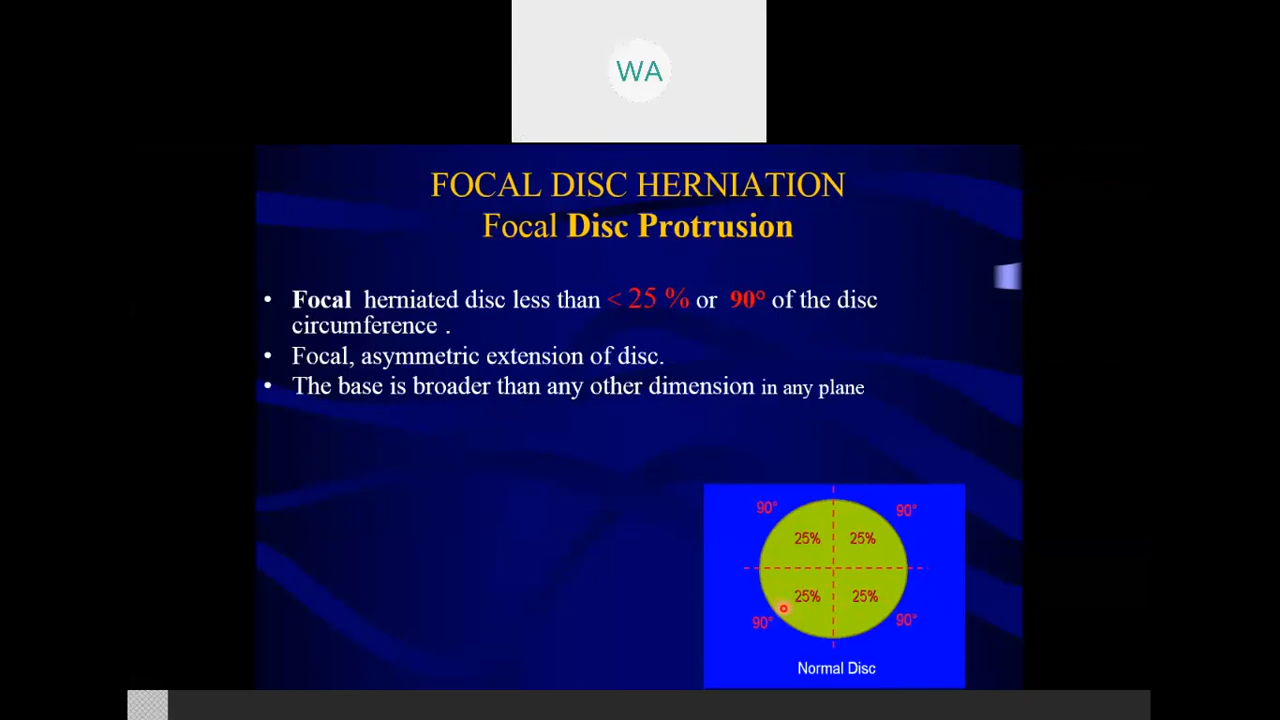 WA
FOCAL DISC HERNIATION
Focal Disc Protrusion
• Focal herniated disc less than < 25 % or 90° of the disc
circumference .
• Focal, asymmetric extension of disc.
• The base is broader than any other dimension in any plane
90° 90°
25% 25%
25% 25%
90° 90°
Normal Disc